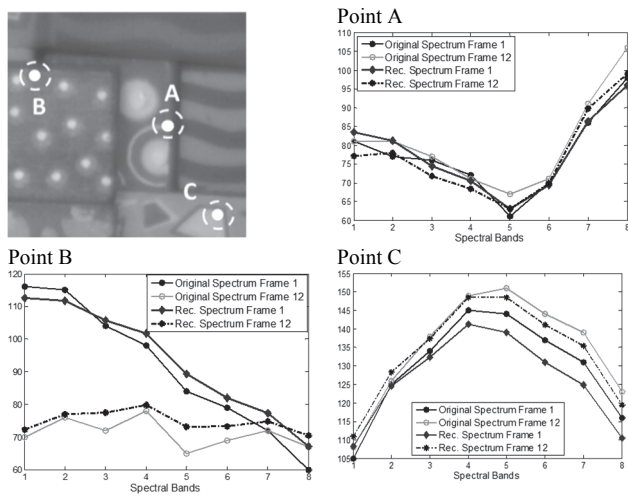 Point A
A
B
C
110
105
100
95
90
85
80
75
70
65
60
Original Spectrum Frame 1
Original Spectrum Frame 12
Rec. Spectrum Frame 1
Rec. Spectrum Frame 12
1 2 3 4 5 6 7 8
Spectral Bands
Point B
120
110
100
90
80
70
60
Original Spectrum Frame 1
Original Spectrum Frame 12
Rec. Spectrum Frame 1
Rec. Spectrum Frame 12
1 2 3 4 5 6 7 8
Spectral Bands
Point C
155
150
145
140
135
130
125
120
115
110
105
Original Spectrum Frame 1
Original Spectrum Frame 12
Rec. Spectrum Frame 1
Rec. Spectrum Frame 12
1 2 3 4 5 6 7 8
Spectral Bands